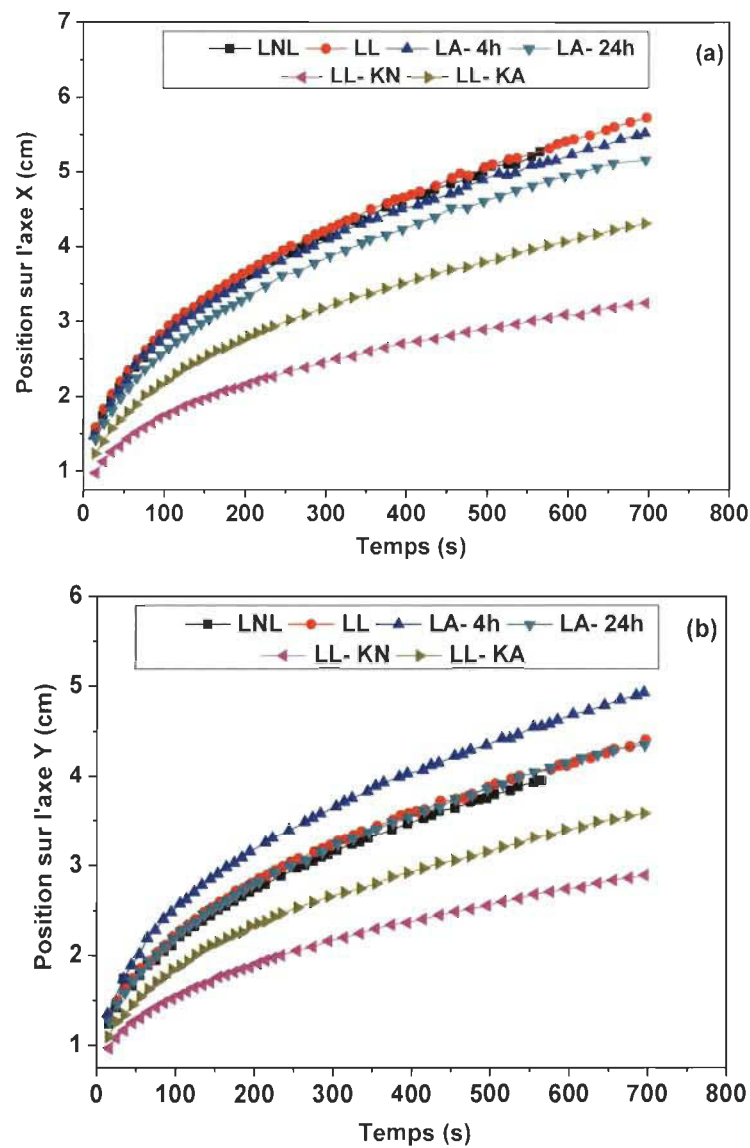 (a)
LNL LL LA- 4h LA- 24h
LL- KN LL- KA
7
6
5
4
3
2
1
Position sur l'axe X (cm)
0 100 200 300 400 500 600 700 800
Temps (s)
(b)
LNL LL LA- 4h LA- 24h
LL- KN LL- KA
6
5
4
3
2
1
Position sur l'axe Y (cm)
0 100 200 300 400 500 600 700 800
Temps (s)